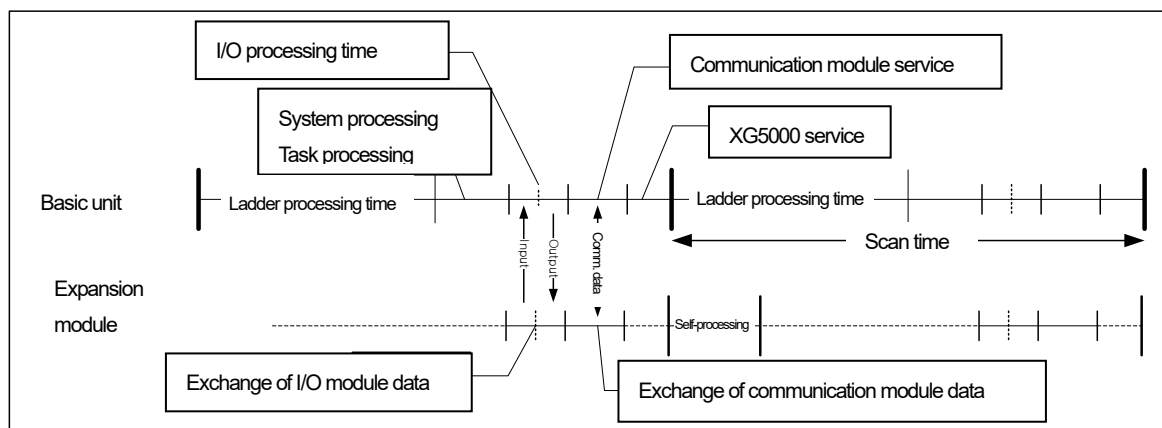 I/O processing time
Communication module service
System processing
Task processing
XG5000 service
Basic unit
Ladder processing time
Ladder processing time
Input
Output
Comm. data
Scan time
Expansion
module
Self-processing
Exchange of I/O module data
Exchange of communication module data